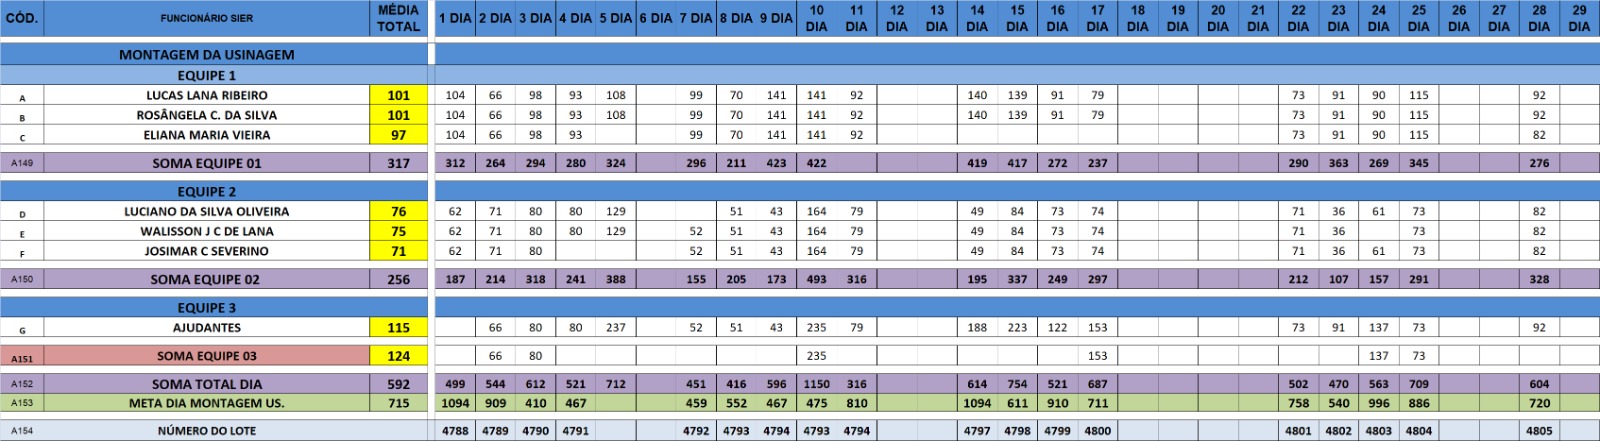 CÓD. FUNCIONÁRIO SIER MÉDIA TOTAL 1 DIA 2 DIA 3 DIA 4 DIA 5 DIA 6 DIA 7 DIA 8 DIA 9 DIA 10 DIA 11 DIA 12 DIA 13 DIA 14 DIA 15 DIA 16 DIA 17 DIA 18 DIA 19 DIA 20 DIA 21 DIA 22 DIA 23 DIA 24 DIA 25 DIA 26 DIA 27 DIA 28 DIA 29 DIA
MONTAGEM DA USINAGEM
EQUIPE 1
A LUCAS LANA RIBEIRO 101 104 66 98 93 108 99 70 141 141 92 140 139 91 79 73 91 90 115 92
B ROSÂNGELA C. DA SILVA 101 104 66 98 93 108 99 70 141 141 92 140 139 91 79 73 91 90 115 92
C ELIANA MARIA VIEIRA 97 104 66 98 93 99 70 141 141 92 73 91 90 115 82
A149 SOMA EQUIPE 01 317 312 264 294 280 324 296 211 423 422 419 417 272 237 290 363 269 345 276
EQUIPE 2
D LUCIANO DA SILVA OLIVEIRA 76 62 71 80 80 129 51 43 164 79 49 84 73 74 71 36 61 73 82
E WALISSON J C DE LANA 75 62 71 80 80 129 52 51 43 164 79 49 84 73 74 71 36 73 82
F JOSIMAR C SEVERINO 71 62 71 80 52 51 43 164 79 49 84 73 74 71 36 61 73 82
A150 SOMA EQUIPE 02 256 187 214 318 241 388 155 205 173 493 316 195 337 249 297 212 107 157 291 328
EQUIPE 3
G AJUDANTES 115 66 80 80 237 52 51 43 235 79 188 223 122 153 73 91 137 73 92
A151 SOMA EQUIPE 03 124 66 80 235 153 137 73
A152 SOMA TOTAL DIA 592 499 544 612 521 712 451 416 596 1150 316 614 754 521 687 502 470 563 709 604
A153 META DIA MONTAGEM US. 715 1094 909 410 467 459 552 467 475 810 1094 611 910 711 758 540 996 886 720
A154 NÚMERO DO LOTE 4788 4789 4790 4791 4792 4793 4794 4793 4794 4797 4798 4799 4800 4801 4802 4803 4804 4805